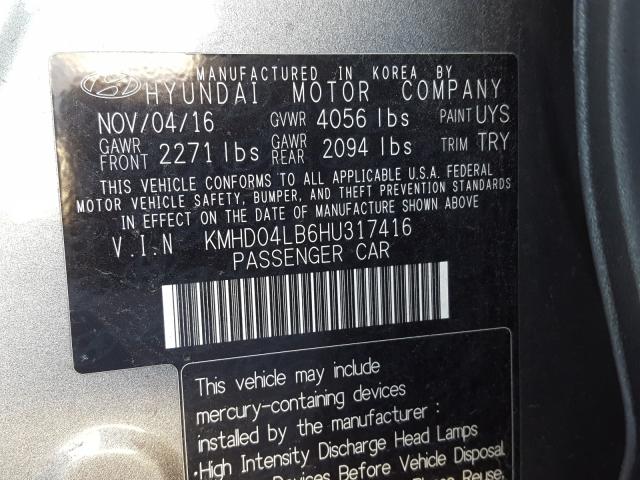 MANUFACTURED IN KOREA BY
HYUNDAI MOTOR COMPANY
NOV/04/16 GVWR 4056 lbs PAINT UYS
GAWR FRONT 2271 lbs GAWR REAR 2094 lbs TRIM TRY
THIS VEHICLE CONFORMS TO ALL APPLICABLE U.S.A. FEDERAL
MOTOR VEHICLE SAFETY, BUMPER, AND THEFT PREVENTION STANDARDS
IN EFFECT ON THE DATE OF MANUFACTURE SHOWN ABOVE.
V.I.N KMHD04LB6HU317416
PASSENGER CAR
This vehicle may include
mercury-containing devices
installed by the manufacturer :
·High Intensity Discharge Head Lamps
Devices Before Vehicle Disposal
Reuse,